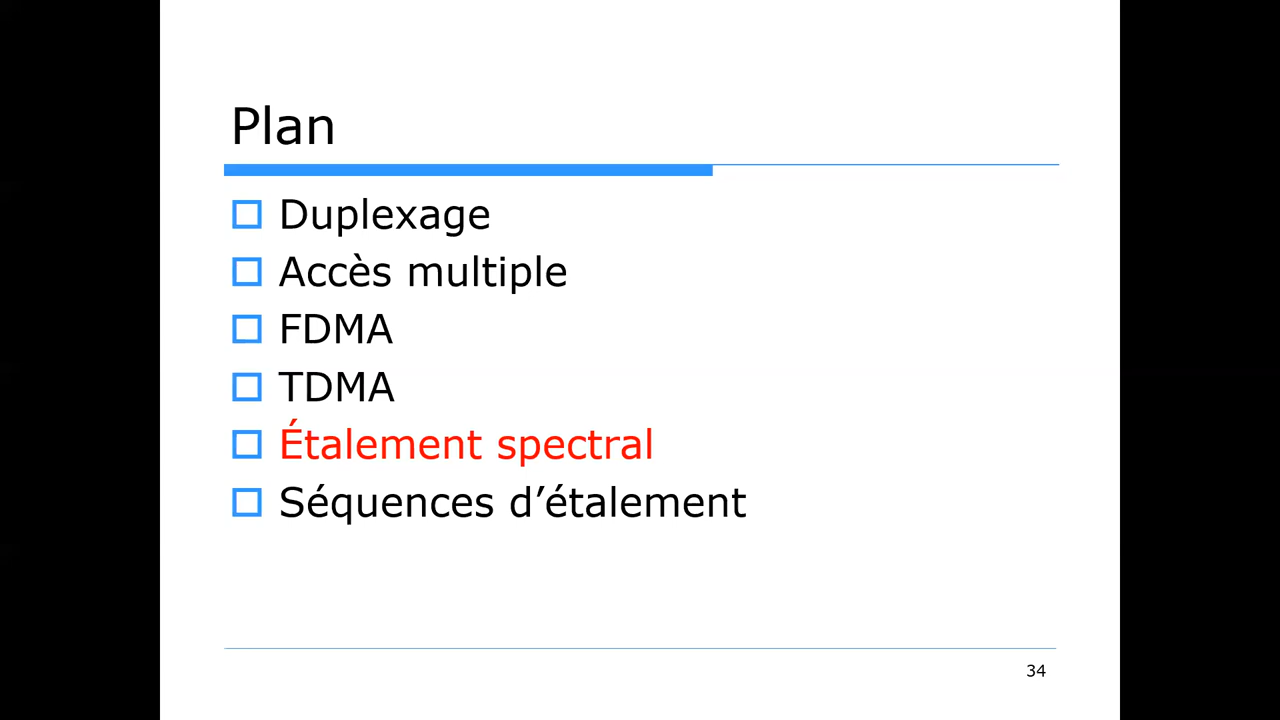 Plan
Duplexage
Accès multiple
FDMA
TDMA
Étalement spectral
Séquences d’étalement
34